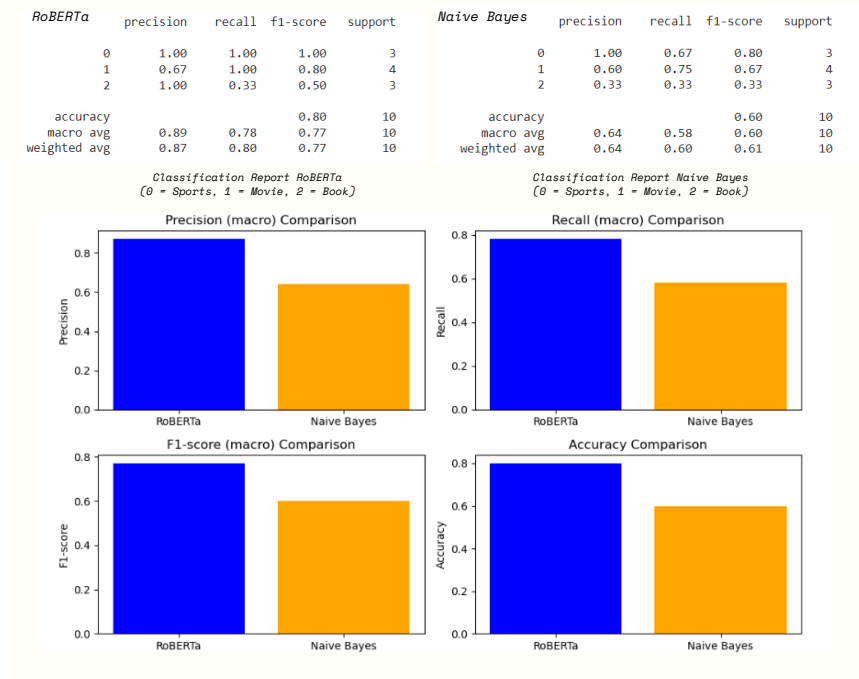 RoBERTa
precision recall f1-score support
0 1.00 1.00 1.00 3
1 0.67 1.00 0.80 4
2 1.00 0.33 0.50 3
accuracy 0.80 10
macro avg 0.89 0.78 0.77 10
weighted avg 0.87 0.80 0.77 10
Classification Report RoBERTa
(0 = Sports, 1 = Movie, 2 = Book)
Naive Bayes
precision recall f1-score support
0 1.00 0.67 0.80 3
1 0.60 0.75 0.67 4
2 0.33 0.33 0.33 3
accuracy 0.60 10
macro avg 0.64 0.58 0.60 10
weighted avg 0.64 0.60 0.61 10
Classification Report Naive Bayes
(0 = Sports, 1 = Movie, 2 = Book)
Precision (macro) Comparison
Precision
0.8
0.6
0.4
0.2
0.0
RoBERTa Naive Bayes
Recall (macro) Comparison
Recall
0.8
0.6
0.4
0.2
0.0
RoBERTa Naive Bayes
F1-score (macro) Comparison
F1-score
0.8
0.6
0.4
0.2
0.0
RoBERTa Naive Bayes
Accuracy Comparison
Accuracy
0.8
0.6
0.4
0.2
0.0
RoBERTa Naive Bayes